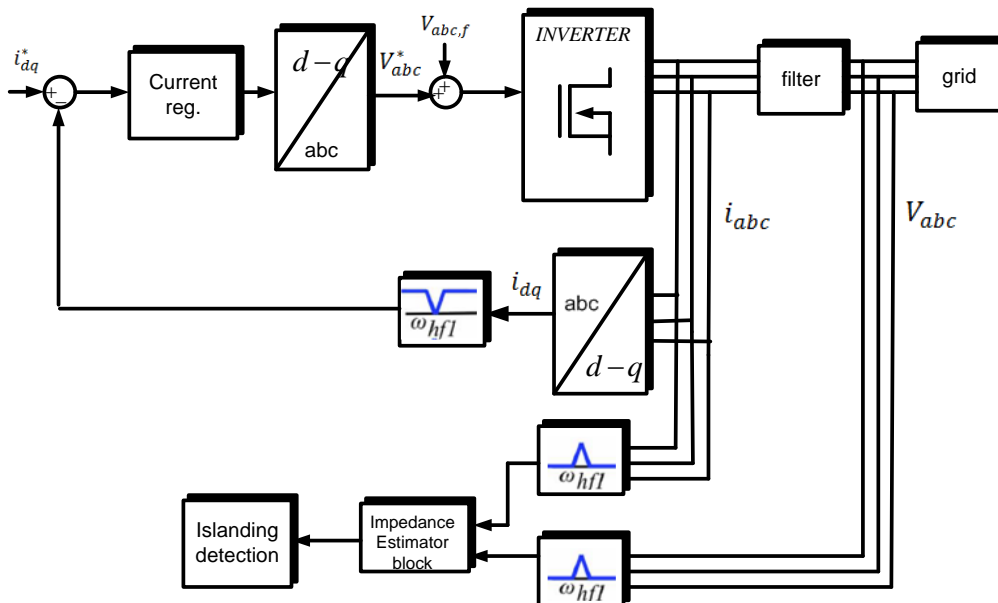 i*dq
+
−
Current
reg.
d−q
abc
V*abc
Vabc,f
+
+
INVERTER
filter
grid
iabc
Vabc
idq
abc
d−q
ωhf1
ωhf1
Impedance
Estimator
block
Islanding
detection
ωhf1